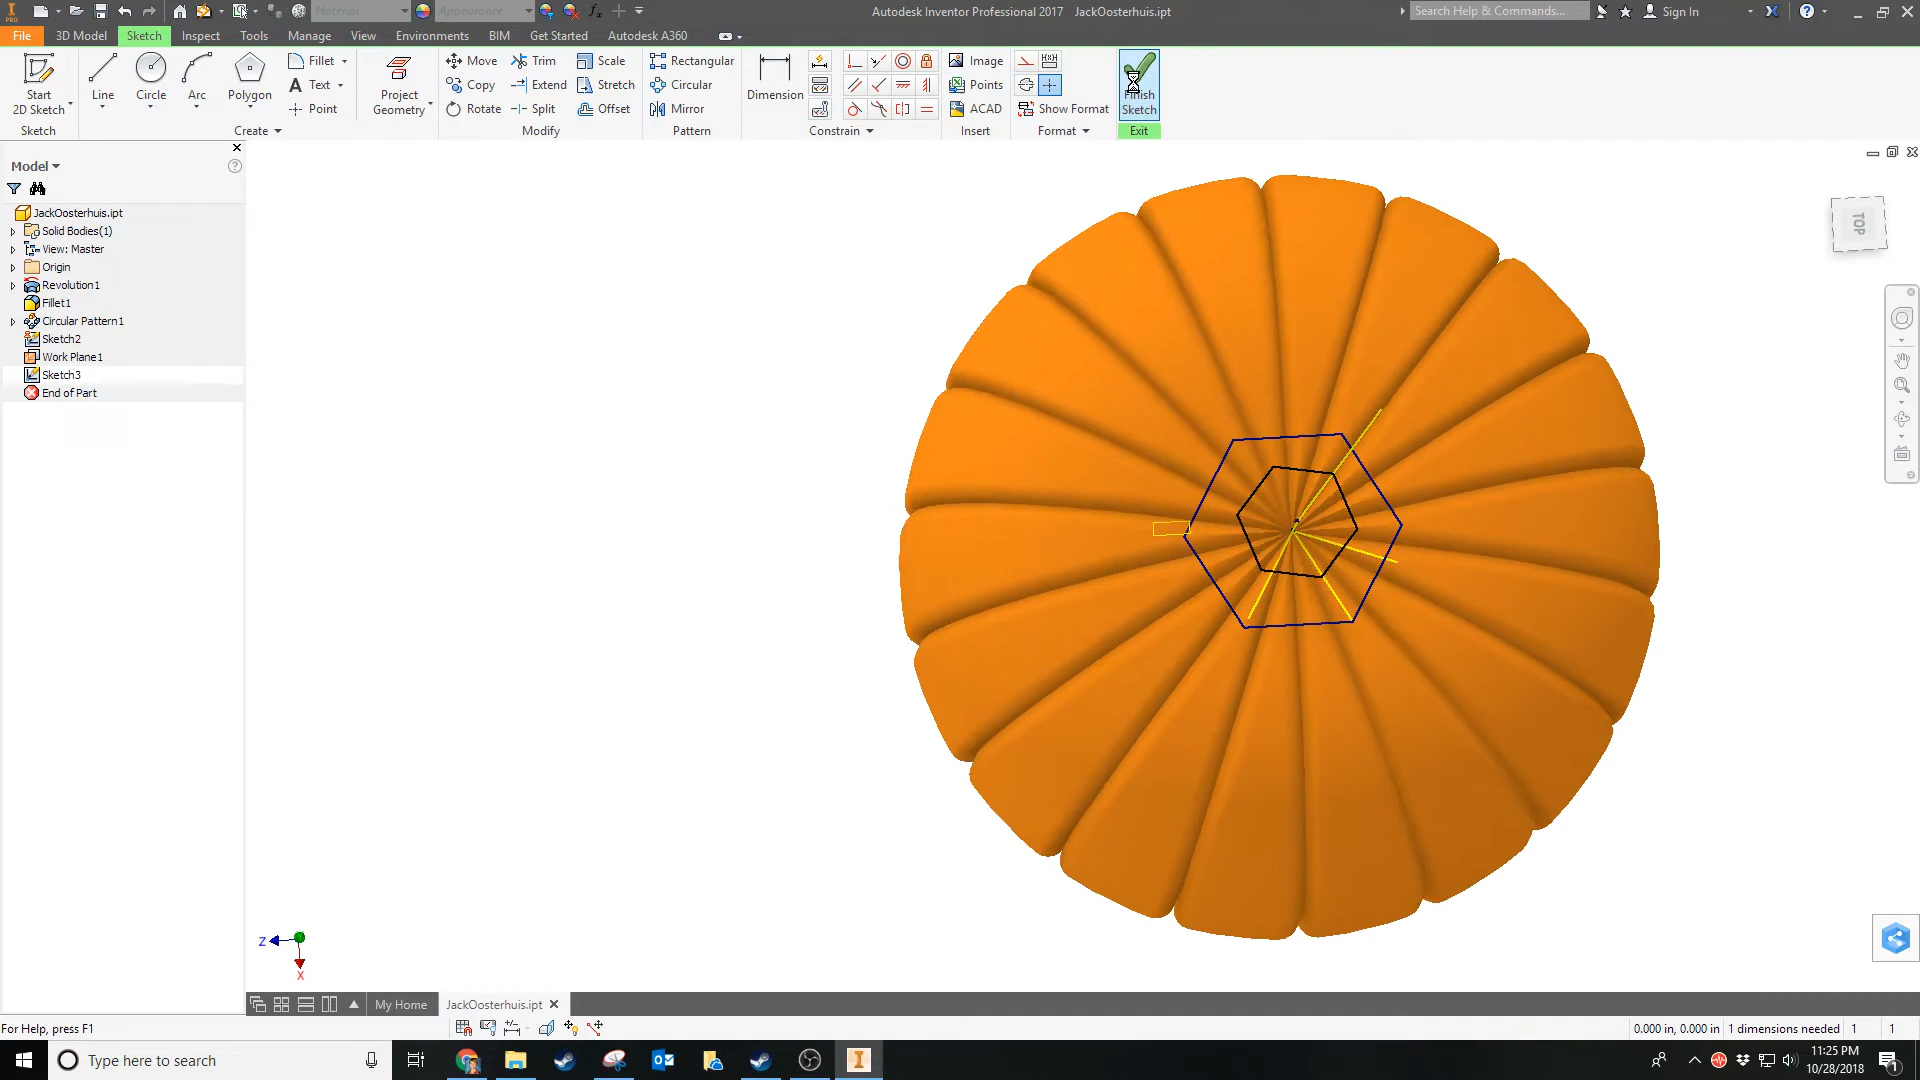 Material
Appearance
Autodesk Inventor Professional 2017 JackOosterhuis.ipt
Search Help & Commands...
Sign In
PRO
File 3D Model Sketch Inspect Tools Manage View Environments BIM Get Started Autodesk A360
Start
2D Sketch
Line
Circle
Arc
Polygon
Fillet
Text
Point
Project
Geometry
Move
Copy
Rotate
Trim
Extend
Split
Scale
Stretch
Offset
Rectangular
Circular
Mirror
Dimension
Image
Points
ACAD
Show Format
Finish
Sketch
Sketch Create Modify Pattern Constrain Insert Format Exit
Model
JackOosterhuis.ipt
Solid Bodies(1)
View: Master
Origin
Revolution1
Fillet1
Circular Pattern1
Sketch2
Work Plane1
Sketch3
End of Part
TOP
Z
X
My Home JackOosterhuis.ipt
For Help, press F1
0.000 in, 0.000 in 1 dimensions needed 1 1
Type here to search
11:25 PM
10/28/2018
1